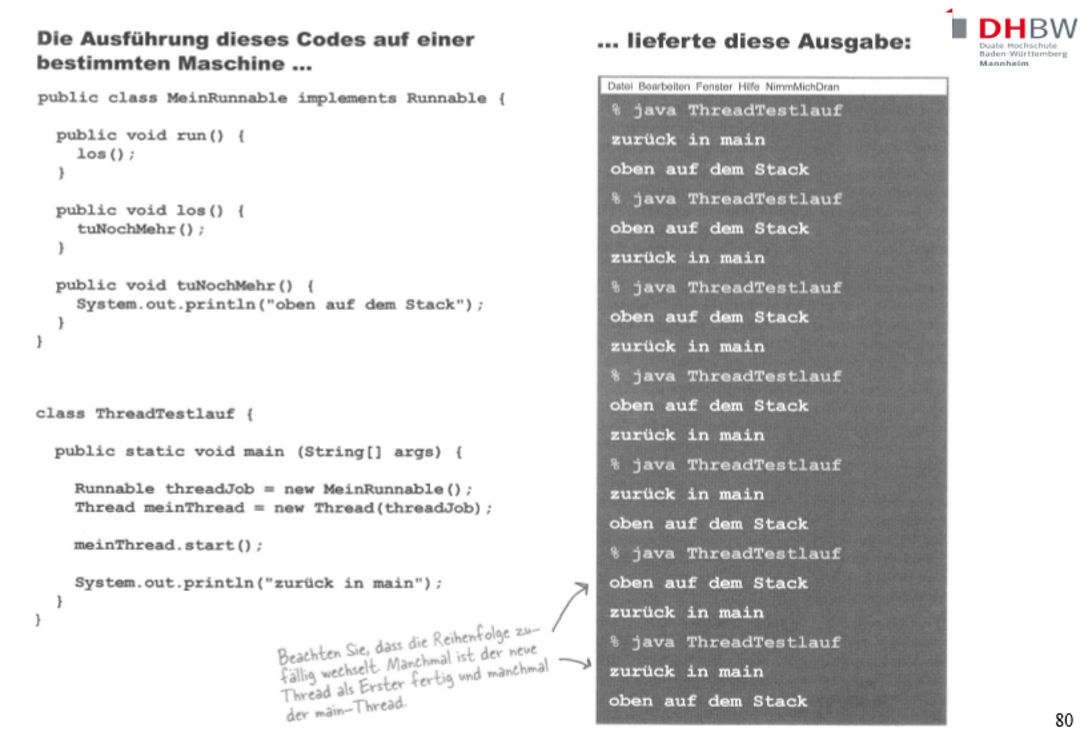 Die Ausführung dieses Codes auf einer
bestimmten Maschine ...
public class MeinRunnable implements Runnable {
public void run() {
los();
}
public void los() {
tuNochMehr();
}
public void tuNochMehr() {
System.out.println("oben auf dem Stack");
}
}
class ThreadTestlauf {
public static void main (String[] args) {
Runnable threadJob = new MeinRunnable();
Thread meinThread = new Thread(threadJob);
meinThread.start();
System.out.println("zurück in main");
}
}
Beachten Sie, dass die Reihenfolge zu-
fällig wechselt. Manchmal ist der neue
Thread als Erster fertig und manchmal
der main-Thread.
... lieferte diese Ausgabe:
Datei Bearbeiten Fenster Hilfe NimmMichDran
% java ThreadTestlauf
zurück in main
oben auf dem Stack
% java ThreadTestlauf
oben auf dem Stack
zurück in main
% java ThreadTestlauf
oben auf dem Stack
zurück in main
% java ThreadTestlauf
oben auf dem Stack
zurück in main
% java ThreadTestlauf
zurück in main
oben auf dem Stack
% java ThreadTestlauf
oben auf dem Stack
zurück in main
% java ThreadTestlauf
zurück in main
oben auf dem Stack
DHBW
Duale Hochschule
Baden-Württemberg
Mannheim
80